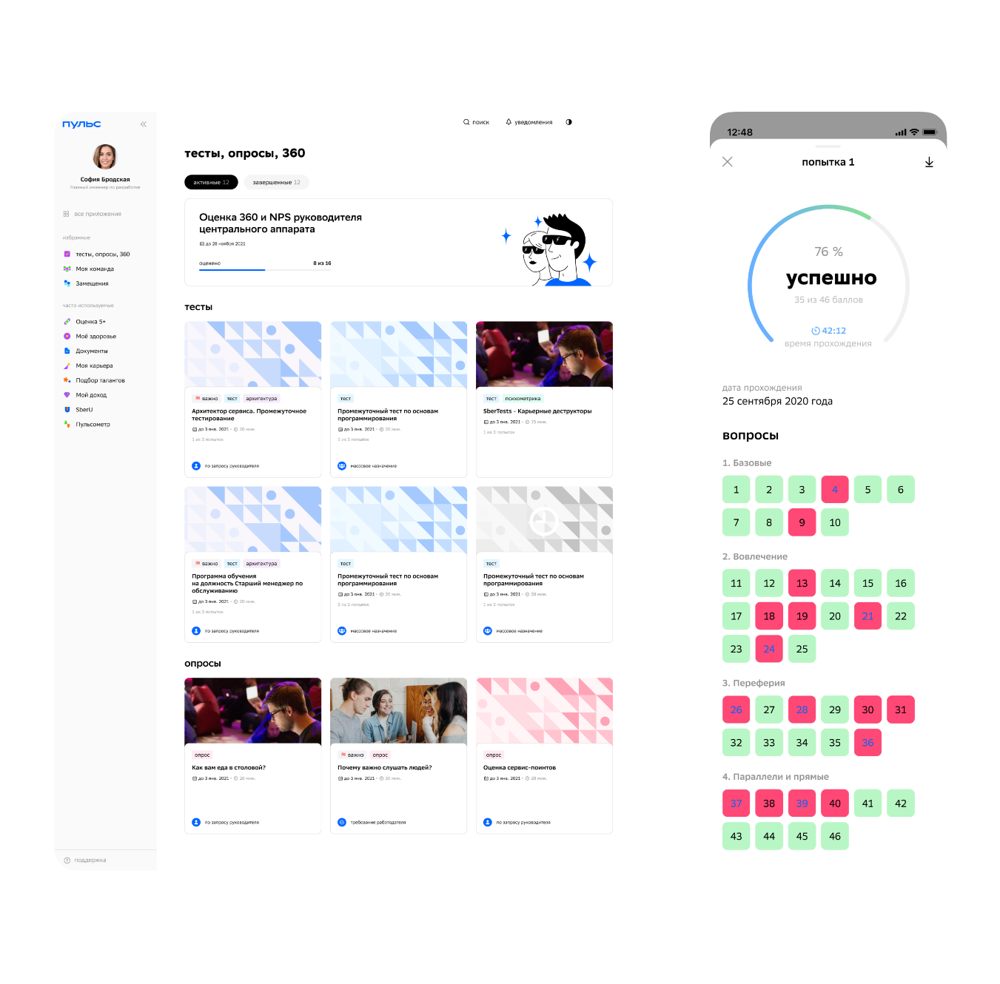 пульс
София Бродская
Главный инженер по разработке
все приложения
избранные
тесты, опросы, 360
Моя команда
Замещения
часто используемые
Оценка 5+
Моё здоровье
Документы
Моя карьера
Подбор талантов
Мой доход
SberU
Пульсометр
поддержка
поиск
уведомления
тесты, опросы, 360
активные 12
завершенные 12
Оценка 360 и NPS руководителя
центрального аппарата
до 28 ноября 2021
оценено 8 из 16
тесты
важно тест архитектура
Архитектор сервиса. Промежуточное
тестирование
до 3 янв. 2021 · 20 мин.
1 из 3 попыток
по запросу руководителя
тест
Промежуточный тест по основам
программирования
до 3 янв. 2021 · 20 мин.
1 из 3 попыток
массовое назначение
тест психометрика
SberTests - Карьерные деструкторы
до 3 янв. 2021 · 15 мин.
1 из 3 попыток
важно тест архитектура
Программа обучения
на должность Старший менеджер по
обслуживанию
до 3 янв. 2021 · 20 мин.
1 из 3 попыток
по запросу руководителя
тест
Промежуточный тест по основам
программирования
до 3 янв. 2021 · 20 мин.
1 из 3 попыток
массовое назначение
тест
Промежуточный тест по основам
программирования
до 3 янв. 2021 · 20 мин.
1 из 3 попыток
массовое назначение
опросы
опрос
Как вам еда в столовой?
до 3 янв. 2021 · 20 мин.
по запросу руководителя
важно опрос
Почему важно слушать людей?
до 3 янв. 2021 · 20 мин.
требование работодателя
опрос
Оценка сервис-поинтов
до 3 янв. 2021 · 20 мин.
по запросу руководителя
12:48
попытка 1
76 %
успешно
35 из 46 баллов
42:12
время прохождения
дата прохождения
25 сентября 2020 года
вопросы
1. Базовые
1 2 3 4 5 6
7 8 9 10
2. Вовлечение
11 12 13 14 15 16
17 18 19 20 21 22
23 24 25
3. Переферия
26 27 28 29 30 31
32 33 34 35 36
4. Параллели и прямые
37 38 39 40 41 42
43 44 45 46